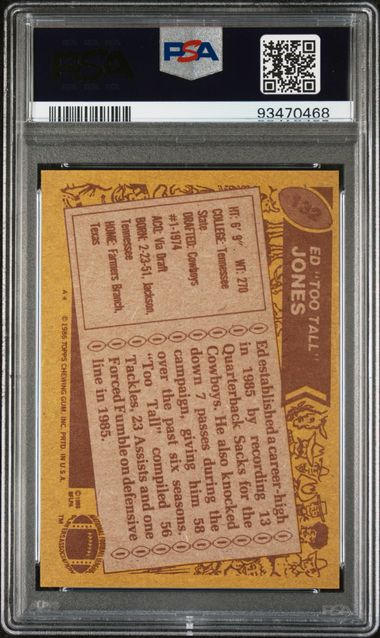 PSA
PSA
93470468
132
ED "TOO TALL"
JONES
HT: 6' 9" WT: 270
COLLEGE: Tennessee
State
DRAFTED: Cowboys
#1-1974
ACQ: Via Draft
BORN: 2-23-51, Jackson,
Tennessee
HOME: Farmers Branch,
Texas
Ed established a career-high
in 1985 by recording 13
Quarterback Sacks for the
Cowboys. He also knocked
down 7 passes during the
campaign, giving him 58
over the past six seasons.
"Too Tall" compiled 56
Tackles, 23 Assists and one
Forced Fumble on defensive
line in 1985.
A *
© 1986 TOPPS CHEWING GUM, INC. PRTD. IN U.S.A.
TM